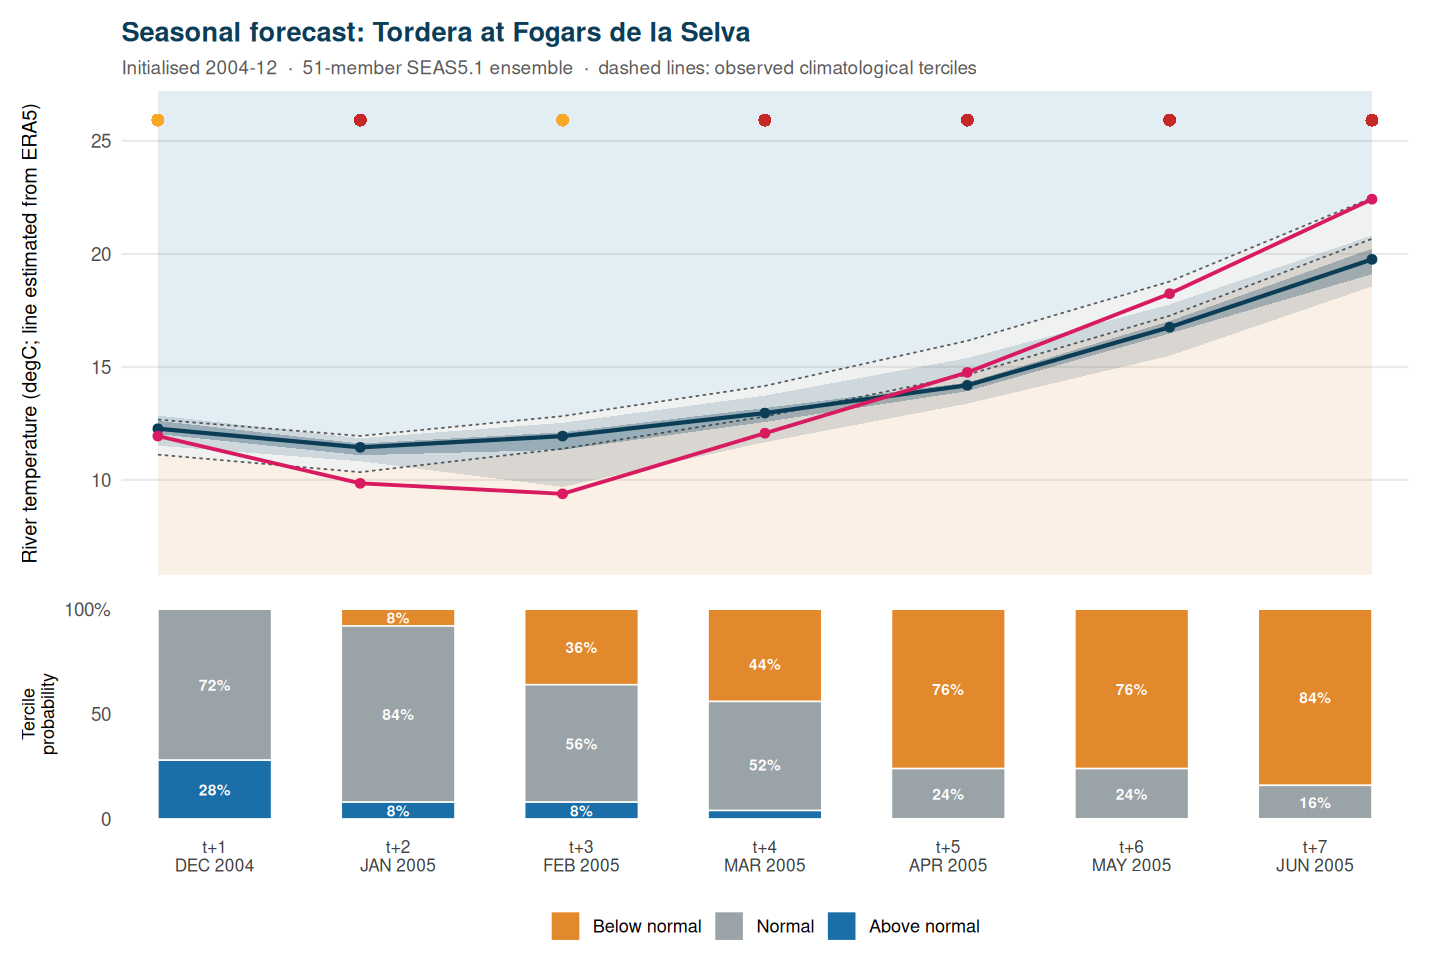 Seasonal forecast: Tordera at Fogars de la Selva
Initialised 2004-12 · 51-member SEAS5.1 ensemble · dashed lines: observed climatological terciles
River temperature (degC; line estimated from ERA5)
25
20
15
10
Tercile
probability
100%
50
0
8%
36%
44%
72%
84%
56%
52%
76%
76%
84%
28%
8%
8%
24%
24%
16%
t+1
DEC 2004
t+2
JAN 2005
t+3
FEB 2005
t+4
MAR 2005
t+5
APR 2005
t+6
MAY 2005
t+7
JUN 2005
Below normal
Normal
Above normal